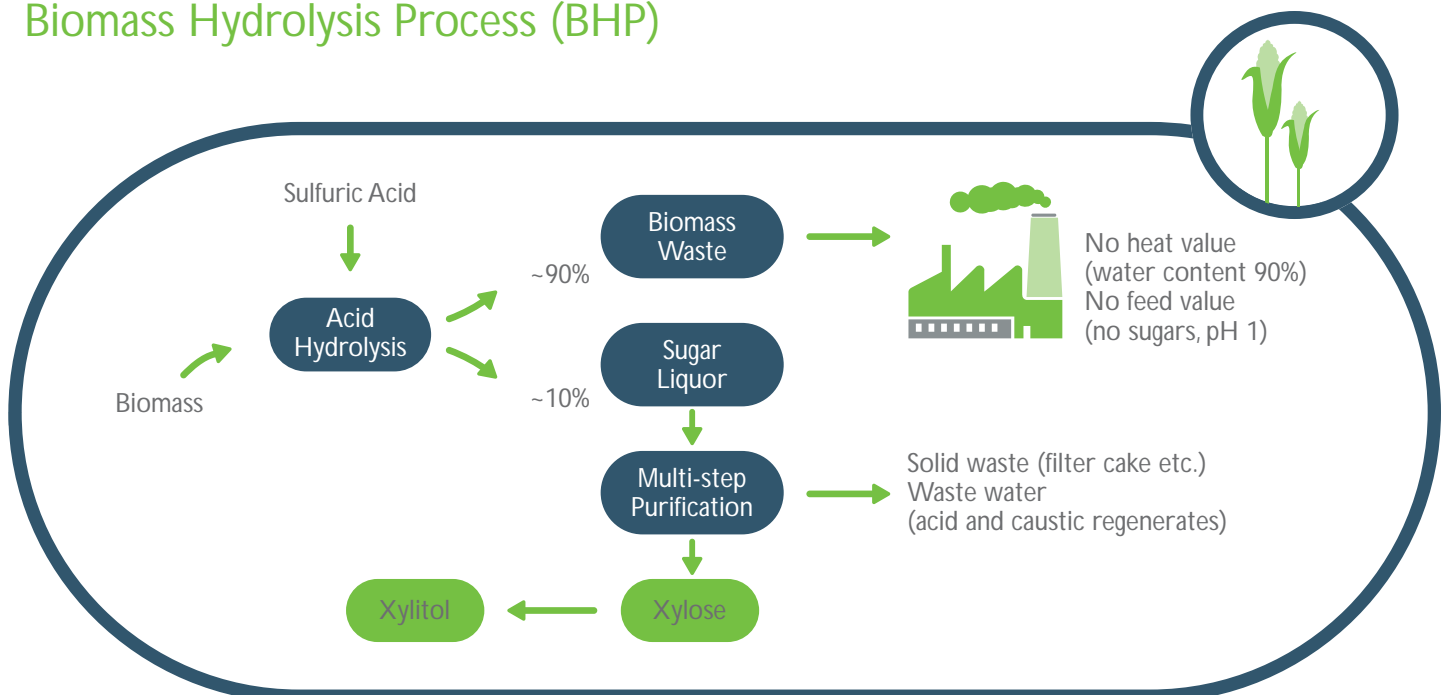 Biomass Hydrolysis Process (BHP)
Sulfuric Acid
Biomass
Acid
Hydrolysis
~90%
~10%
Biomass
Waste
No heat value
(water content 90%)
No feed value
(no sugars, pH 1)
Sugar
Liquor
Multi-step
Purification
Solid waste (filter cake etc.)
Waste water
(acid and caustic regenerates)
Xylitol
Xylose